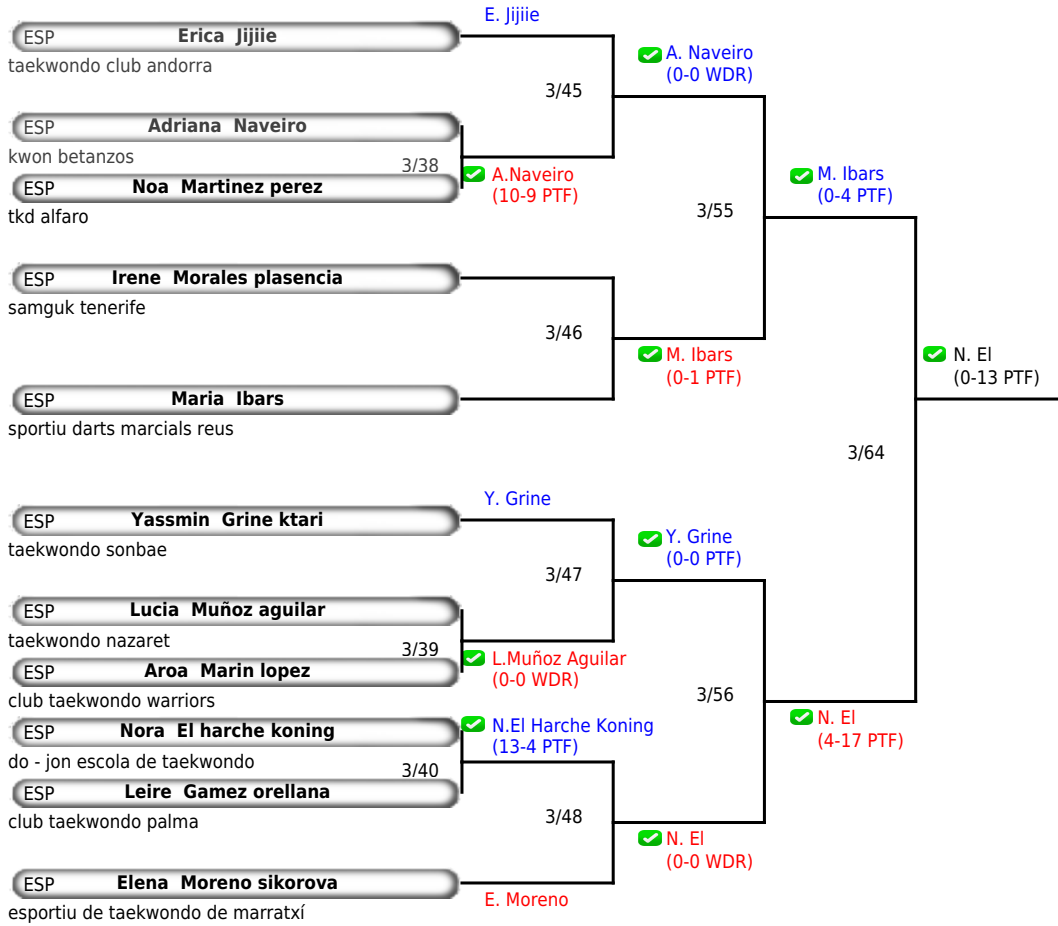 E. Jijiie
ESP Erica Jijiie
taekwondo club andorra
A. Naveiro
(0-0 WDR)
3/45
ESP Adriana Naveiro
kwon betanzos
3/38
ESP Noa Martinez perez
tkd alfaro
A.Naveiro
(10-9 PTF)
M. Ibars
(0-4 PTF)
3/55
ESP Irene Morales plasencia
samguk tenerife
3/46
M. Ibars
(0-1 PTF)
N. El
(0-13 PTF)
ESP Maria Ibars
sportiu darts marcials reus
3/64
Y. Grine
ESP Yassmin Grine ktari
taekwondo sonbae
Y. Grine
(0-0 PTF)
3/47
ESP Lucia Muñoz aguilar
taekwondo nazaret
3/39
ESP Aroa Marin lopez
club taekwondo warriors
L.Muñoz Aguilar
(0-0 WDR)
3/56
ESP Nora El harche koning
do - jon escola de taekwondo
N.El Harche Koning
(13-4 PTF)
N. El
(4-17 PTF)
3/40
ESP Leire Gamez orellana
club taekwondo palma
3/48
N. El
(0-0 WDR)
ESP Elena Moreno sikorova
esportiu de taekwondo de marratxí
E. Moreno